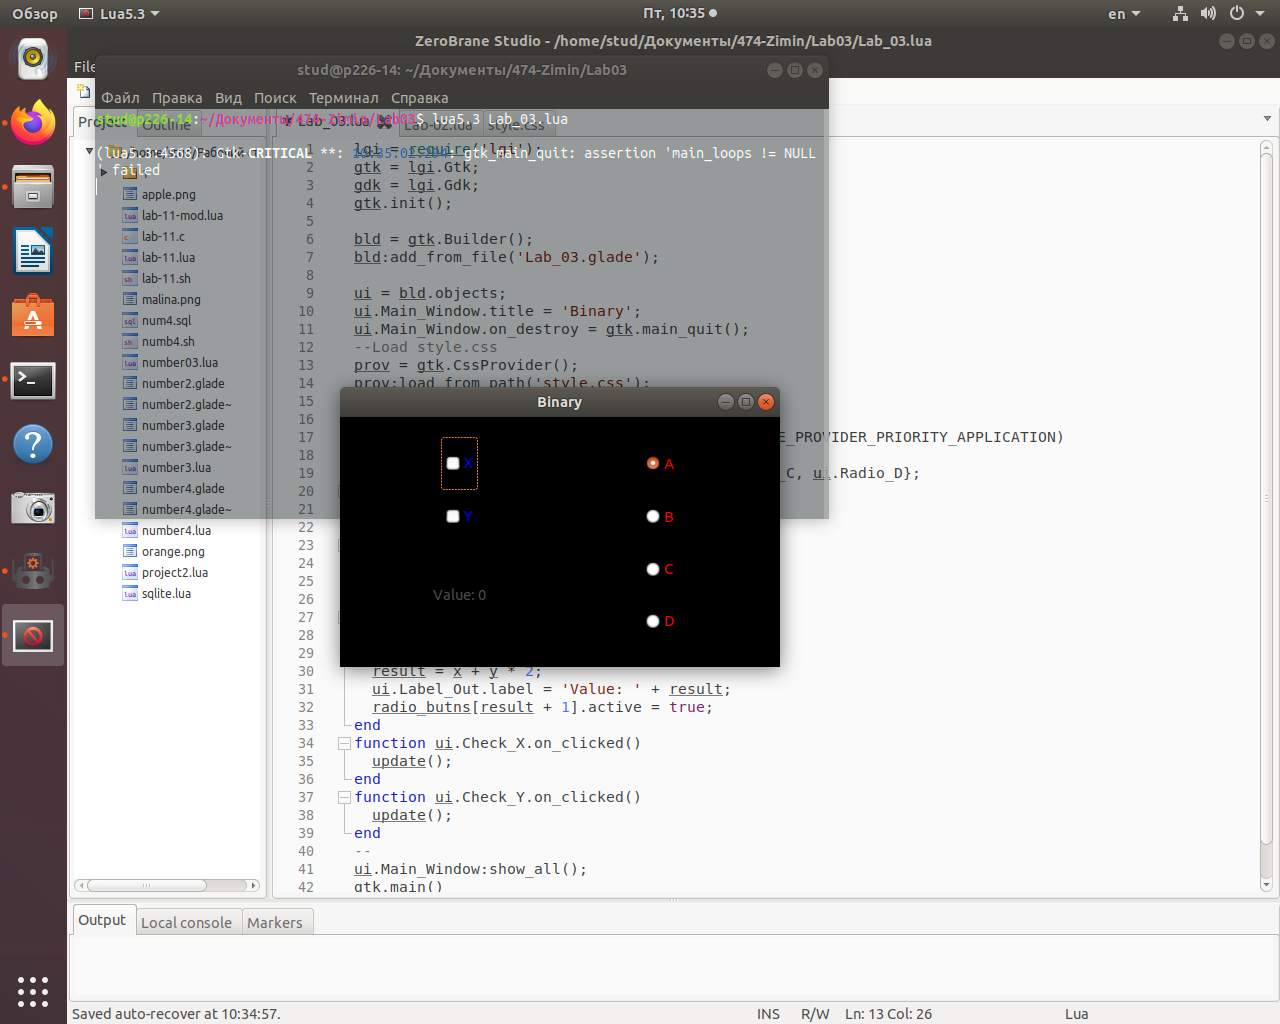 Обзор
Lua5.3
Пт, 10:35
en
ZeroBrane Studio - /home/stud/Документы/474-Zimin/Lab03/Lab_03.lua
File
stud@p226-14: ~/Документы/474-Zimin/Lab03
Файл Правка Вид Поиск Терминал Справка
stud@p226-14:~/Документы/474-Zimin/Lab03$ lua5.3 Lab_03.lua
(lua5.3:4568): Gtk-CRITICAL **: 10:35:02.294: gtk_main_quit: assertion 'main_loops != NULL
' failed
Project
Outline
Lab_03.lua
Lab-02.lua
style.css
apple.png
lab-11-mod.lua
lab-11.c
lab-11.lua
lab-11.sh
malina.png
num4.sql
numb4.sh
number03.lua
number2.glade
number2.glade~
number3.glade
number3.glade~
number3.lua
number4.glade
number4.glade~
number4.lua
orange.png
project2.lua
sqlite.lua
1 lgi = require('lgi');
2 gtk = lgi.Gtk;
3 gdk = lgi.Gdk;
4 gtk.init();
5
6 bld = gtk.Builder();
7 bld:add_from_file('Lab_03.glade');
8
9 ui = bld.objects;
10 ui.Main_Window.title = 'Binary';
11 ui.Main_Window.on_destroy = gtk.main_quit();
12 --Load style.css
13 prov = gtk.CssProvider();
14 prov:load_from_path('style.css');
15
16
17 E_PROVIDER_PRIORITY_APPLICATION)
18
19 _C, ui.Radio_D};
20
21
22
23
24
25
26
27
28
29
30 result = x + y * 2;
31 ui.Label_Out.label = 'Value: ' + result;
32 radio_butns[result + 1].active = true;
33 end
34 function ui.Check_X.on_clicked()
35 update();
36 end
37 function ui.Check_Y.on_clicked()
38 update();
39 end
40 --
41 ui.Main_Window:show_all();
42 gtk.main()
Binary
X
A
Y
B
C
Value: 0
D
Output
Local console
Markers
Saved auto-recover at 10:34:57.
INS
R/W
Ln: 13 Col: 26
Lua